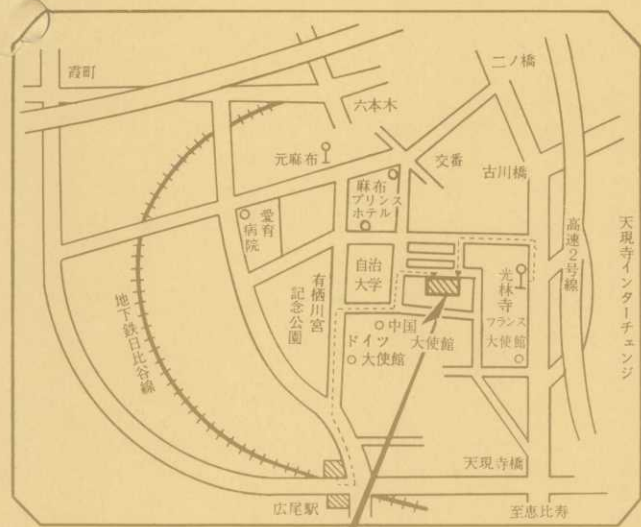 霞町
六本木
二ノ橋
元麻布
交番
古川橋
麻布
プリンス
ホテル
愛育
病院
自治
大学
有栖川宮
記念公園
高速2号線
天現寺インターチェンジ
光林寺
フランス
大使館
中国
大使館
ドイツ
大使館
地下鉄日比谷線
天現寺橋
広尾駅
至恵比寿